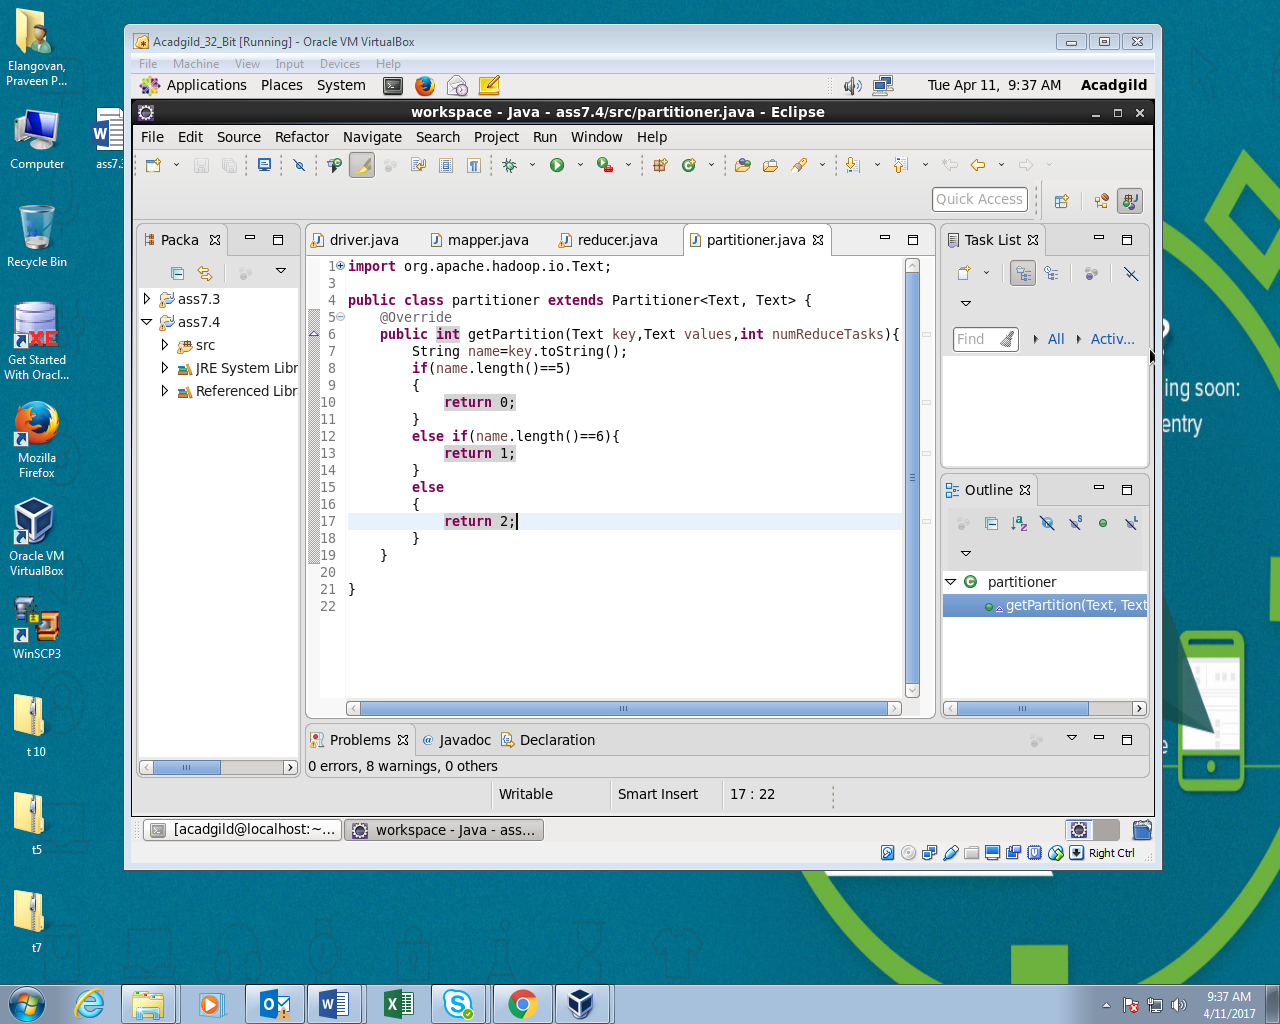 Elangovan,
Praveen P...
Computer
ass7.3
Recycle Bin
Get Started
With Oracl...
Mozilla
Firefox
Oracle VM
VirtualBox
WinSCP3
t 10
t5
t7
Acadgild_32_Bit [Running] - Oracle VM VirtualBox
File Machine View Input Devices Help
Applications Places System Tue Apr 11, 9:37 AM Acadgild
workspace - Java - ass7.4/src/partitioner.java - Eclipse
File Edit Source Refactor Navigate Search Project Run Window Help
Quick Access
Packa
ass7.3
ass7.4
src
JRE System Libr
Referenced Libr
driver.java mapper.java reducer.java partitioner.java
1 import org.apache.hadoop.io.Text;
3
4 public class partitioner extends Partitioner<Text, Text> {
5 @Override
6 public int getPartition(Text key,Text values,int numReduceTasks){
7 String name=key.toString();
8 if(name.length()==5)
9 {
10 return 0;
11 }
12 else if(name.length()==6){
13 return 1;
14 }
15 else
16 {
17 return 2;
18 }
19 }
20
21 }
22
Task List
Find All Activ...
Outline
partitioner
getPartition(Text, Text
Problems Javadoc Declaration
0 errors, 8 warnings, 0 others
Writable Smart Insert 17 : 22
[acadgild@localhost:~... workspace - Java - ass...
Right Ctrl
ing soon:
entry
9:37 AM
4/11/2017